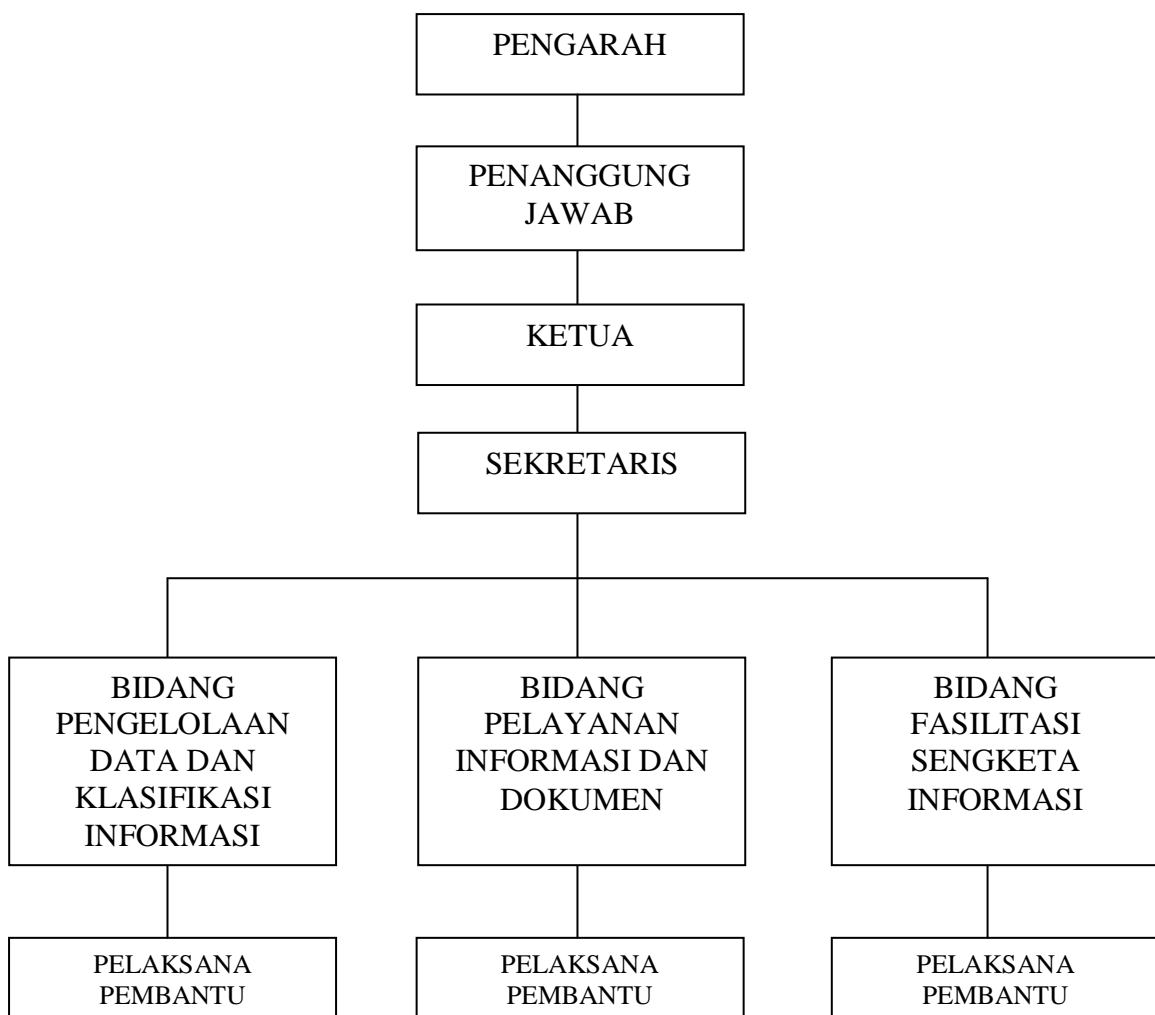 PENGARAH
PENANGGUNG
JAWAB
KETUA
SEKRETARIS
BIDANG
PENGELOLAAN
DATA DAN
KLASIFIKASI
INFORMASI
BIDANG
PELAYANAN
INFORMASI DAN
DOKUMEN
BIDANG
FASILITASI
SENGKETA
INFORMASI
PELAKSANA
PEMBANTU
PELAKSANA
PEMBANTU
PELAKSANA
PEMBANTU